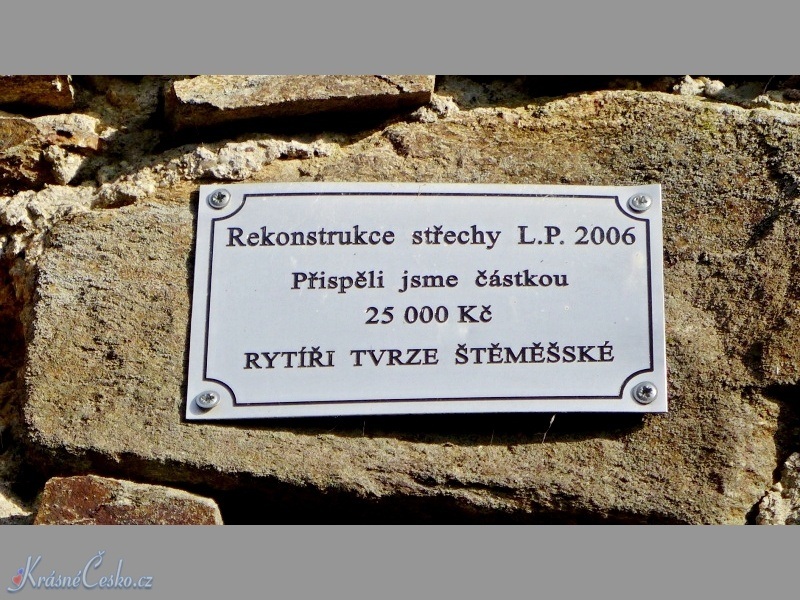 Rekonstrukce střechy L.P. 2006
Přispěli jsme částkou
25 000 Kč
RYTÍŘI TVRZE ŠTĚMĚŠSKÉ
KrásnéČesko.cz